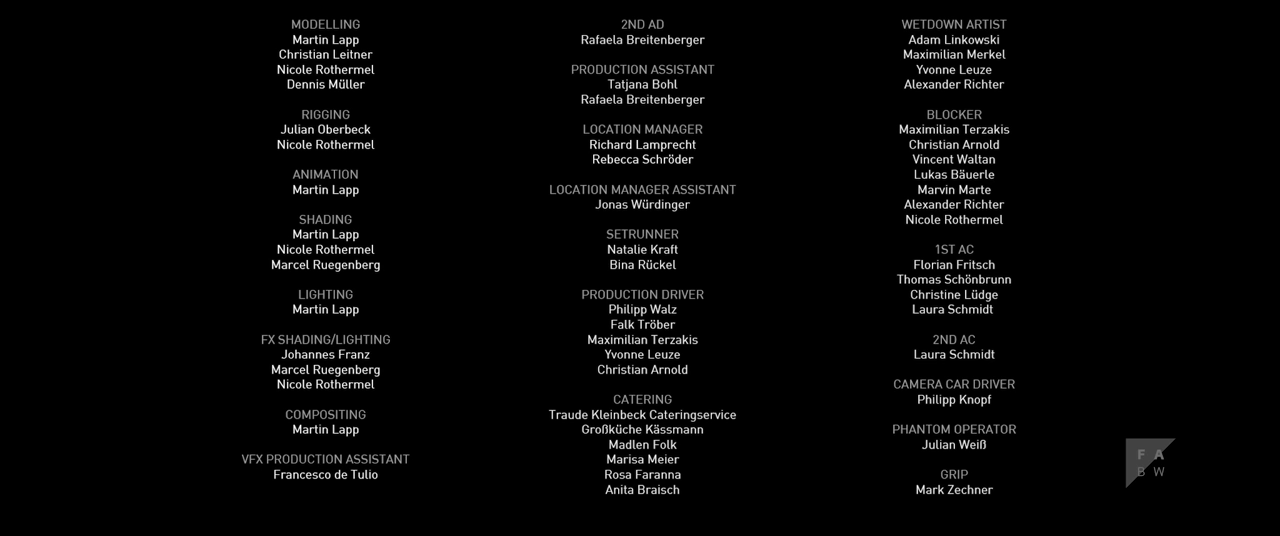 MODELLING
Martin Lapp
Christian Leitner
Nicole Rothermel
Dennis Müller
RIGGING
Julian Oberbeck
Nicole Rothermel
ANIMATION
Martin Lapp
SHADING
Martin Lapp
Nicole Rothermel
Marcel Ruegenberg
LIGHTING
Martin Lapp
FX SHADING/LIGHTING
Johannes Franz
Marcel Ruegenberg
Nicole Rothermel
COMPOSITING
Martin Lapp
VFX PRODUCTION ASSISTANT
Francesco de Tulio
2ND AD
Rafaela Breitenberger
PRODUCTION ASSISTANT
Tatjana Bohl
Rafaela Breitenberger
LOCATION MANAGER
Richard Lamprecht
Rebecca Schröder
LOCATION MANAGER ASSISTANT
Jonas Würdinger
SETRUNNER
Natalie Kraft
Bina Rückel
PRODUCTION DRIVER
Philipp Walz
Falk Tröber
Maximilian Terzakis
Yvonne Leuze
Christian Arnold
CATERING
Traude Kleinbeck Cateringservice
Großküche Kässmann
Madlen Folk
Marisa Meier
Rosa Faranna
Anita Braisch
WETDOWN ARTIST
Adam Linkowski
Maximilian Merkel
Yvonne Leuze
Alexander Richter
BLOCKER
Maximilian Terzakis
Christian Arnold
Vincent Waltan
Lukas Bäuerle
Marvin Marte
Alexander Richter
Nicole Rothermel
1ST AC
Florian Fritsch
Thomas Schönbrunn
Christine Lüdge
Laura Schmidt
2ND AC
Laura Schmidt
CAMERA CAR DRIVER
Philipp Knopf
PHANTOM OPERATOR
Julian Weiß
GRIP
Mark Zechner
F A
B W